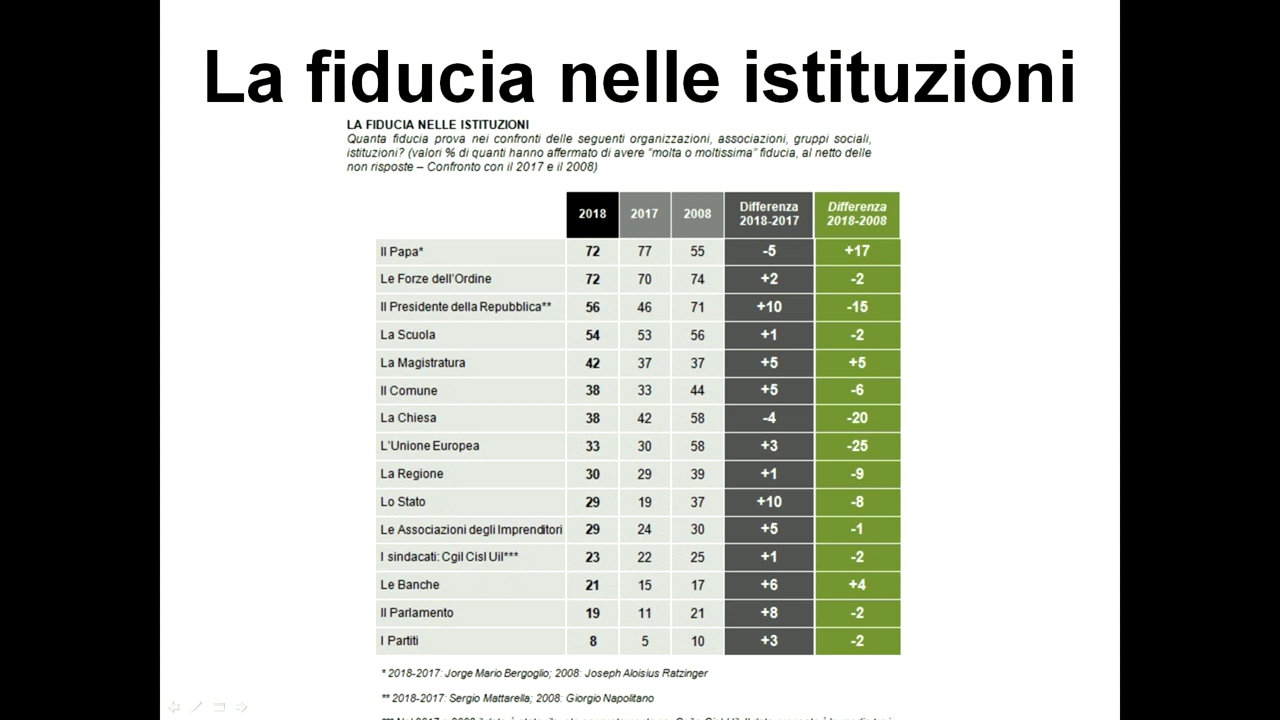 La fiducia nelle istituzioni
LA FIDUCIA NELLE ISTITUZIONI
Quanta fiducia prova nei confronti delle seguenti organizzazioni, associazioni, gruppi sociali,
istituzioni? (valori % di quanti hanno affermato di avere "molta o moltissima" fiducia, al netto delle
non risposte – Confronto con il 2017 e il 2008)
2018 2017 2008 Differenza 2018-2017 Differenza 2018-2008
Il Papa* 72 77 55 -5 +17
Le Forze dell'Ordine 72 70 74 +2 -2
Il Presidente della Repubblica** 56 46 71 +10 -15
La Scuola 54 53 56 +1 -2
La Magistratura 42 37 37 +5 +5
Il Comune 38 33 44 +5 -6
La Chiesa 38 42 58 -4 -20
L'Unione Europea 33 30 58 +3 -25
La Regione 30 29 39 +1 -9
Lo Stato 29 19 37 +10 -8
Le Associazioni degli Imprenditori 29 24 30 +5 -1
I sindacati: Cgil Cisl Uil*** 23 22 25 +1 -2
Le Banche 21 15 17 +6 +4
Il Parlamento 19 11 21 +8 -2
I Partiti 8 5 10 +3 -2
* 2018-2017: Jorge Mario Bergoglio; 2008: Joseph Aloisius Ratzinger
** 2018-2017: Sergio Mattarella; 2008: Giorgio Napolitano